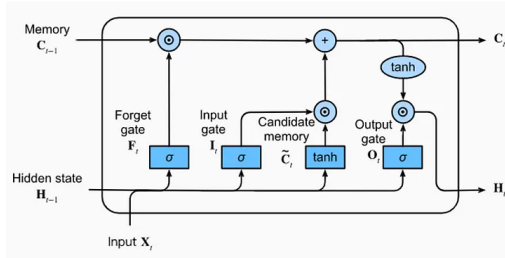 Memory
C_{t-1}
C_t
tanh
Forget
gate
F_t
Input
gate
I_t
Candidate
memory
C̃_t
Output
gate
O_t
σ
σ
tanh
σ
Hidden state
H_{t-1}
H_t
Input X_t